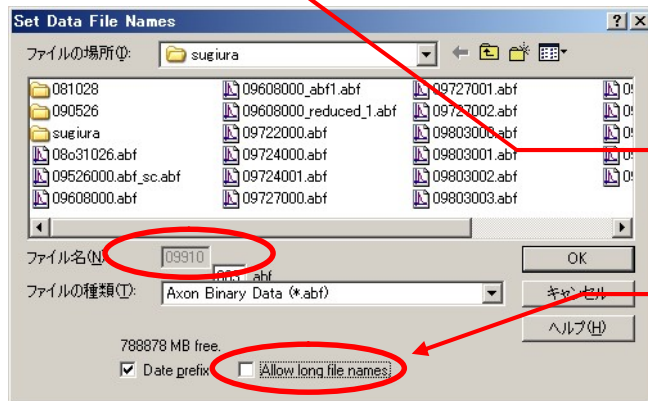 Set Data File Names
ファイルの場所(I):
sugiura
081028
090526
sugiura
08o31026.abf
09526000.abf_sc.abf
09608000.abf
09608000_abf1.abf
09608000_reduced_1.abf
09722000.abf
09724000.abf
09724001.abf
09727000.abf
09727001.abf
09727002.abf
09803000.abf
09803001.abf
09803002.abf
09803003.abf
ファイル名(N)
09910
003 abf
OK
ファイルの種類(T):
Axon Binary Data (*.abf)
キャンセル
ヘルプ(H)
788878 MB free.
Date prefix
Allow long file names